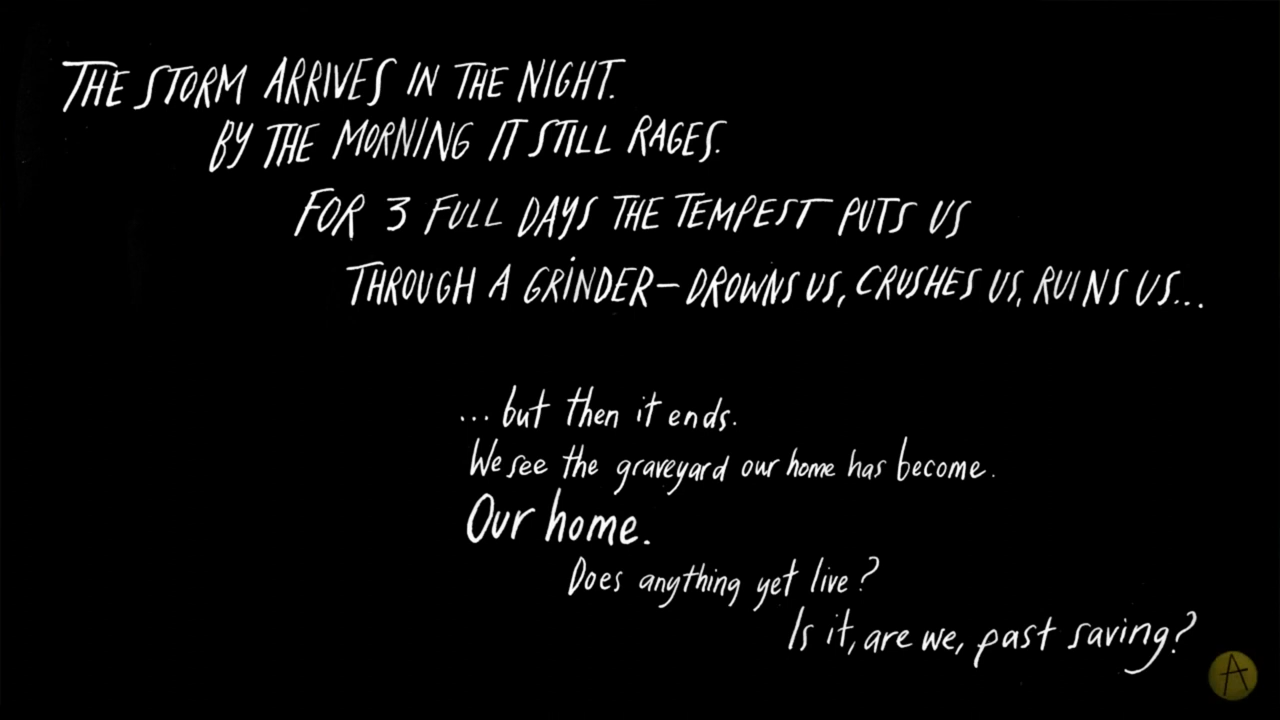 THE STORM ARRIVES IN THE NIGHT.
BY THE MORNING IT STILL RAGES.
FOR 3 FULL DAYS THE TEMPEST PUTS US
THROUGH A GRINDER – DROWNS US, CRUSHES US, RUINS US...
... but then it ends.
We see the graveyard our home has become.
Our home.
Does anything yet live?
Is it, are we, past saving?
A